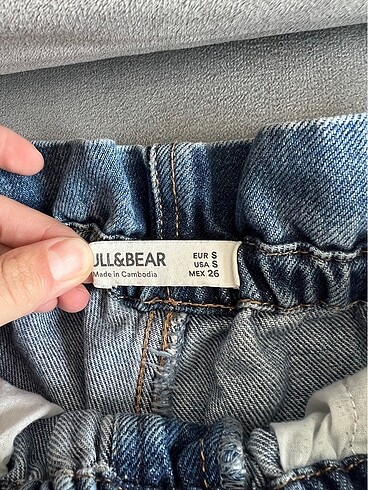 ULL&BEAR
Made in Cambodia
EUR S
USA S
MEX 26